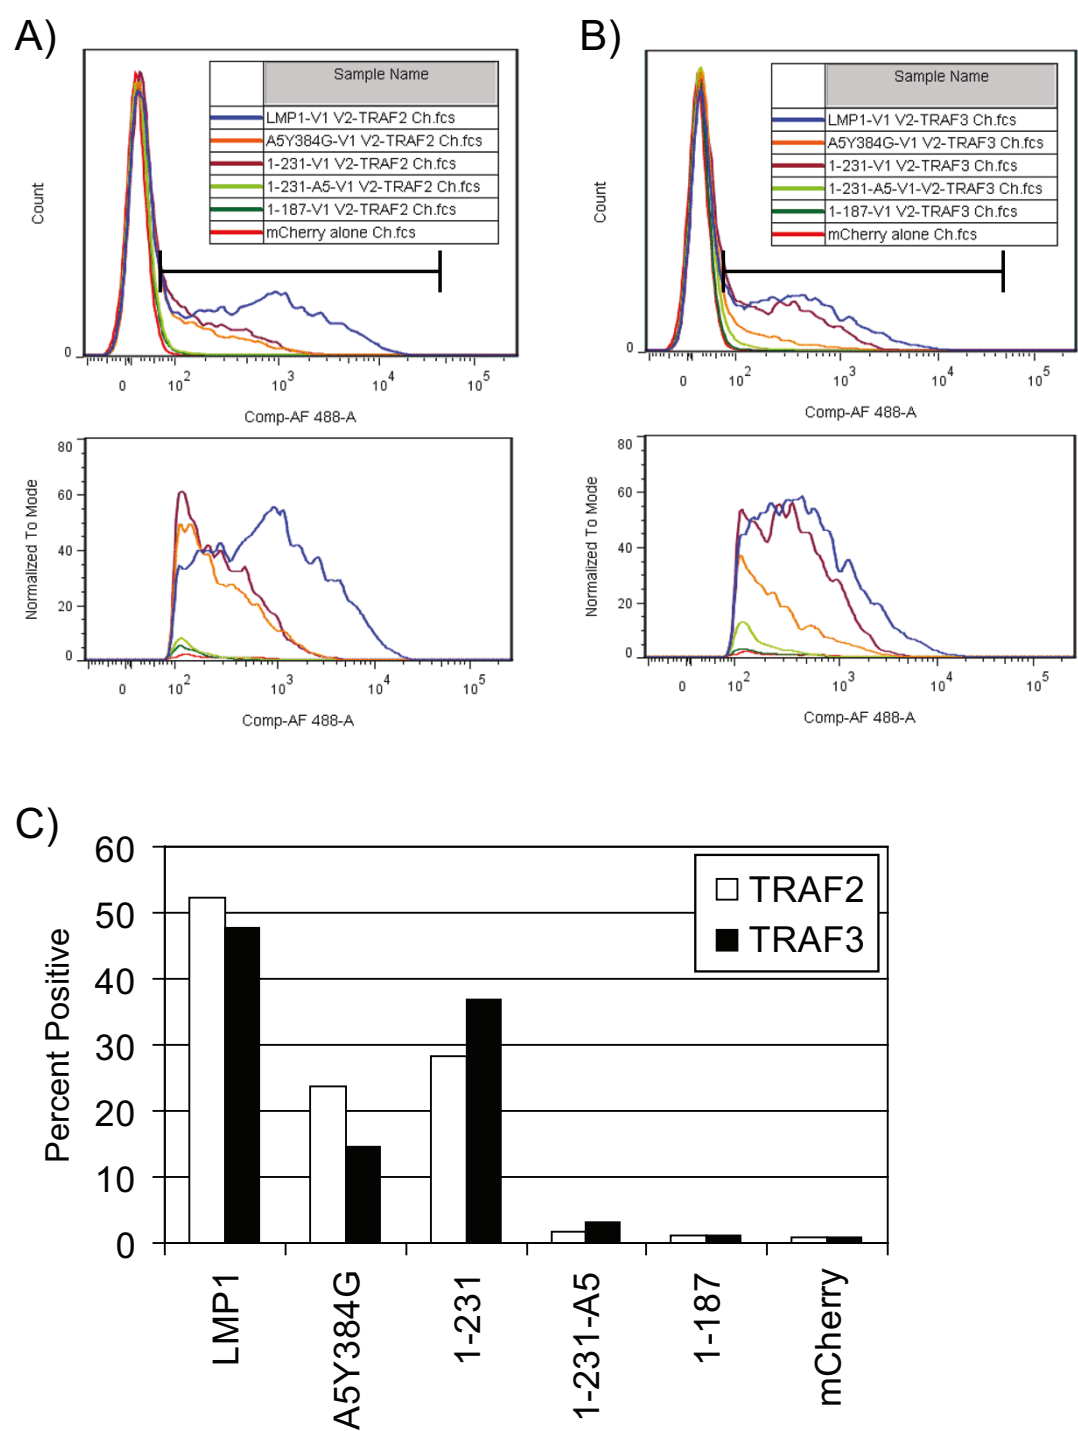 A)
Sample Name
LMP1-V1 V2-TRAF2 Ch.fcs
A5Y384G-V1 V2-TRAF2 Ch.fcs
1-231-V1 V2-TRAF2 Ch.fcs
1-231-A5-V1 V2-TRAF2 Ch.fcs
1-187-V1 V2-TRAF2 Ch.fcs
mCherry alone Ch.fcs
Count
0
0 10² 10³ 10⁴ 10⁵
Comp-AF 488-A
Normalized To Mode
80
60
40
20
0
0 10² 10³ 10⁴ 10⁵
Comp-AF 488-A
B)
Sample Name
LMP1-V1 V2-TRAF3 Ch.fcs
A5Y384G-V1 V2-TRAF3 Ch.fcs
1-231-V1 V2-TRAF3 Ch.fcs
1-231-A5-V1-V2-TRAF3 Ch.fcs
1-187-V1 V2-TRAF3 Ch.fcs
mCherry alone Ch.fcs
Count
0
0 10² 10³ 10⁴ 10⁵
Comp-AF 488-A
Normalized To Mode
80
60
40
20
0
0 10² 10³ 10⁴ 10⁵
Comp-AF 488-A
C)
Percent Positive
60
50
40
30
20
10
0
TRAF2
TRAF3
LMP1
A5Y384G
1-231
1-231-A5
1-187
mCherry